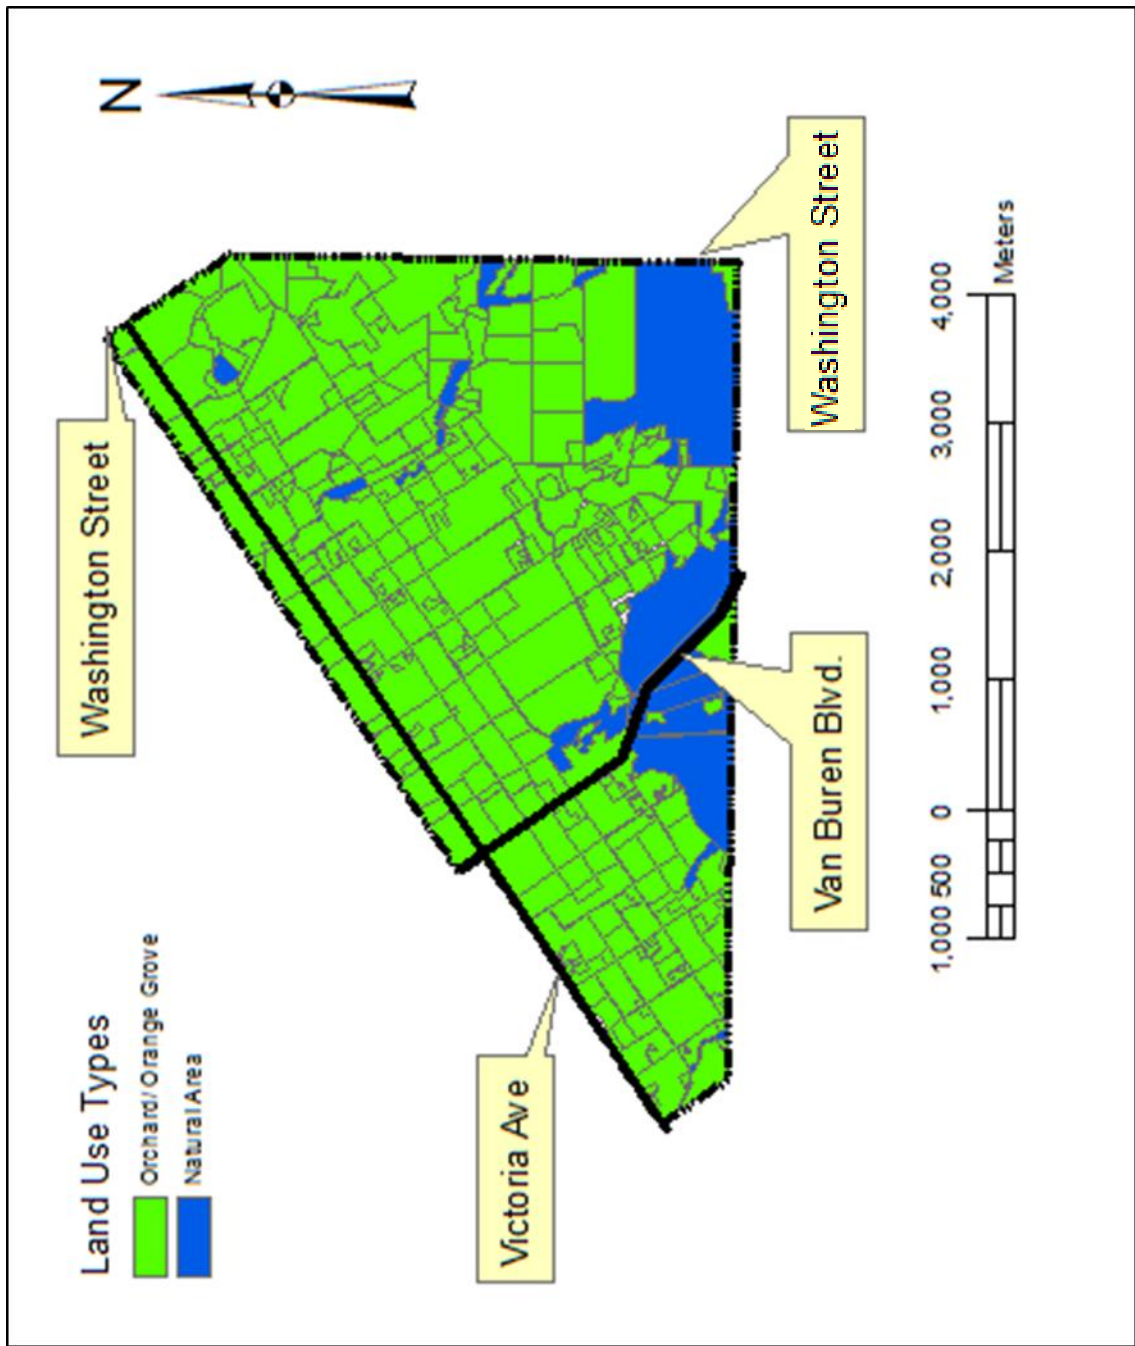 N
Land Use Types
Orchard/Orange Grove
Natural Area
Washington Street
Victoria Ave
Van Buren Blvd.
Washington Street
1,000 500 0 1,000 2,000 3,000 4,000
Meters